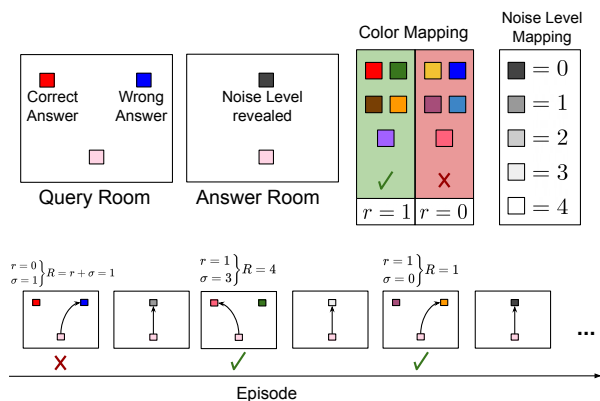 Color Mapping
Noise Level
Mapping
Correct
Answer
Wrong
Answer
Query Room
Noise Level
revealed
Answer Room
✓
✗
r = 1
r = 0
= 0
= 1
= 2
= 3
= 4
r = 0
σ = 1
} R = r + σ = 1
r = 1
σ = 3
} R = 4
r = 1
σ = 0
} R = 1
...
✗
✓
✓
Episode